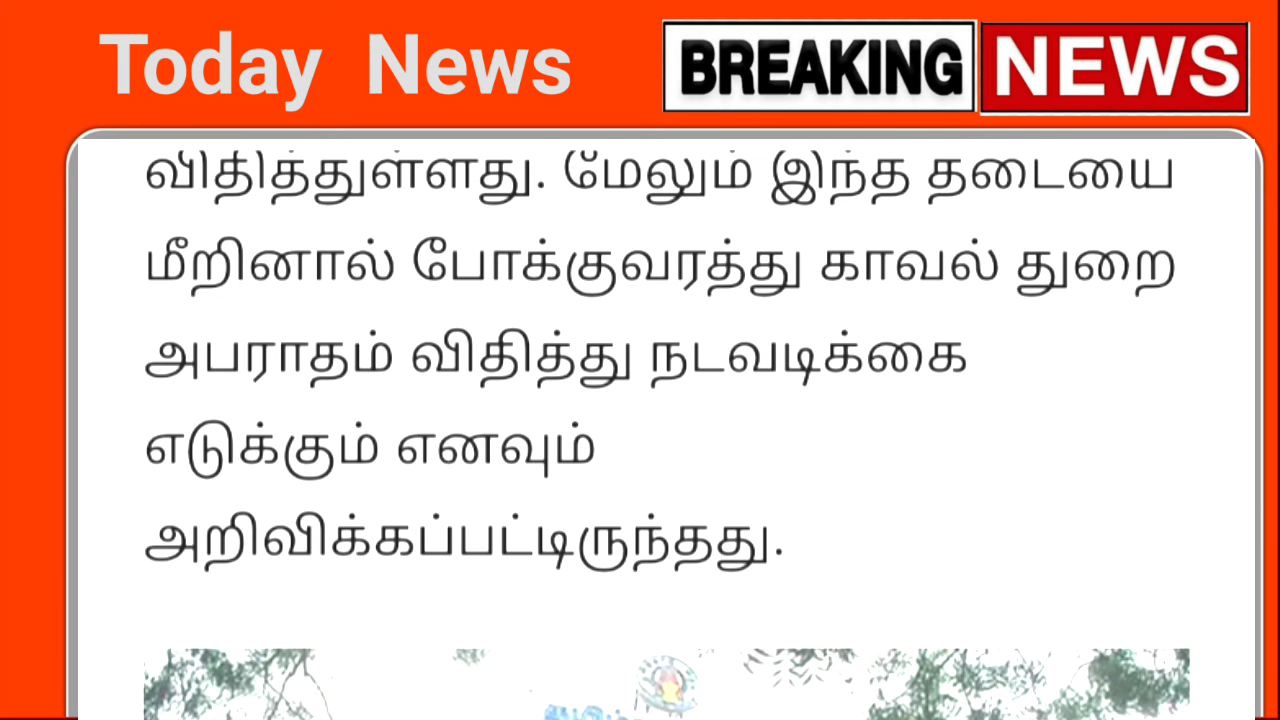 Today News
BREAKING NEWS
விதித்துள்ளது. மேலும் இந்த தடையை
மீறினால் போக்குவரத்து காவல் துறை
அபராதம் விதித்து நடவடிக்கை
எடுக்கும் எனவும்
அறிவிக்கப்பட்டிருந்தது.